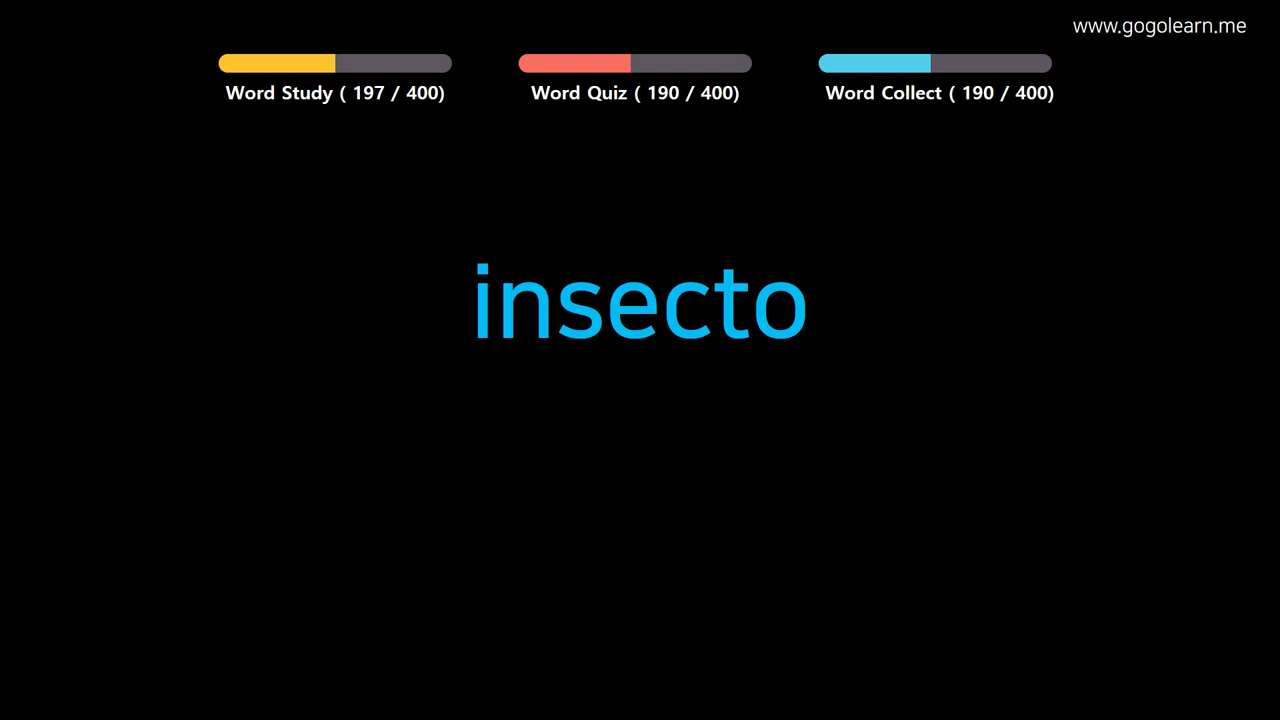 www.gogolearn.me
Word Study ( 197 / 400)
Word Quiz ( 190 / 400)
Word Collect ( 190 / 400)
insecto